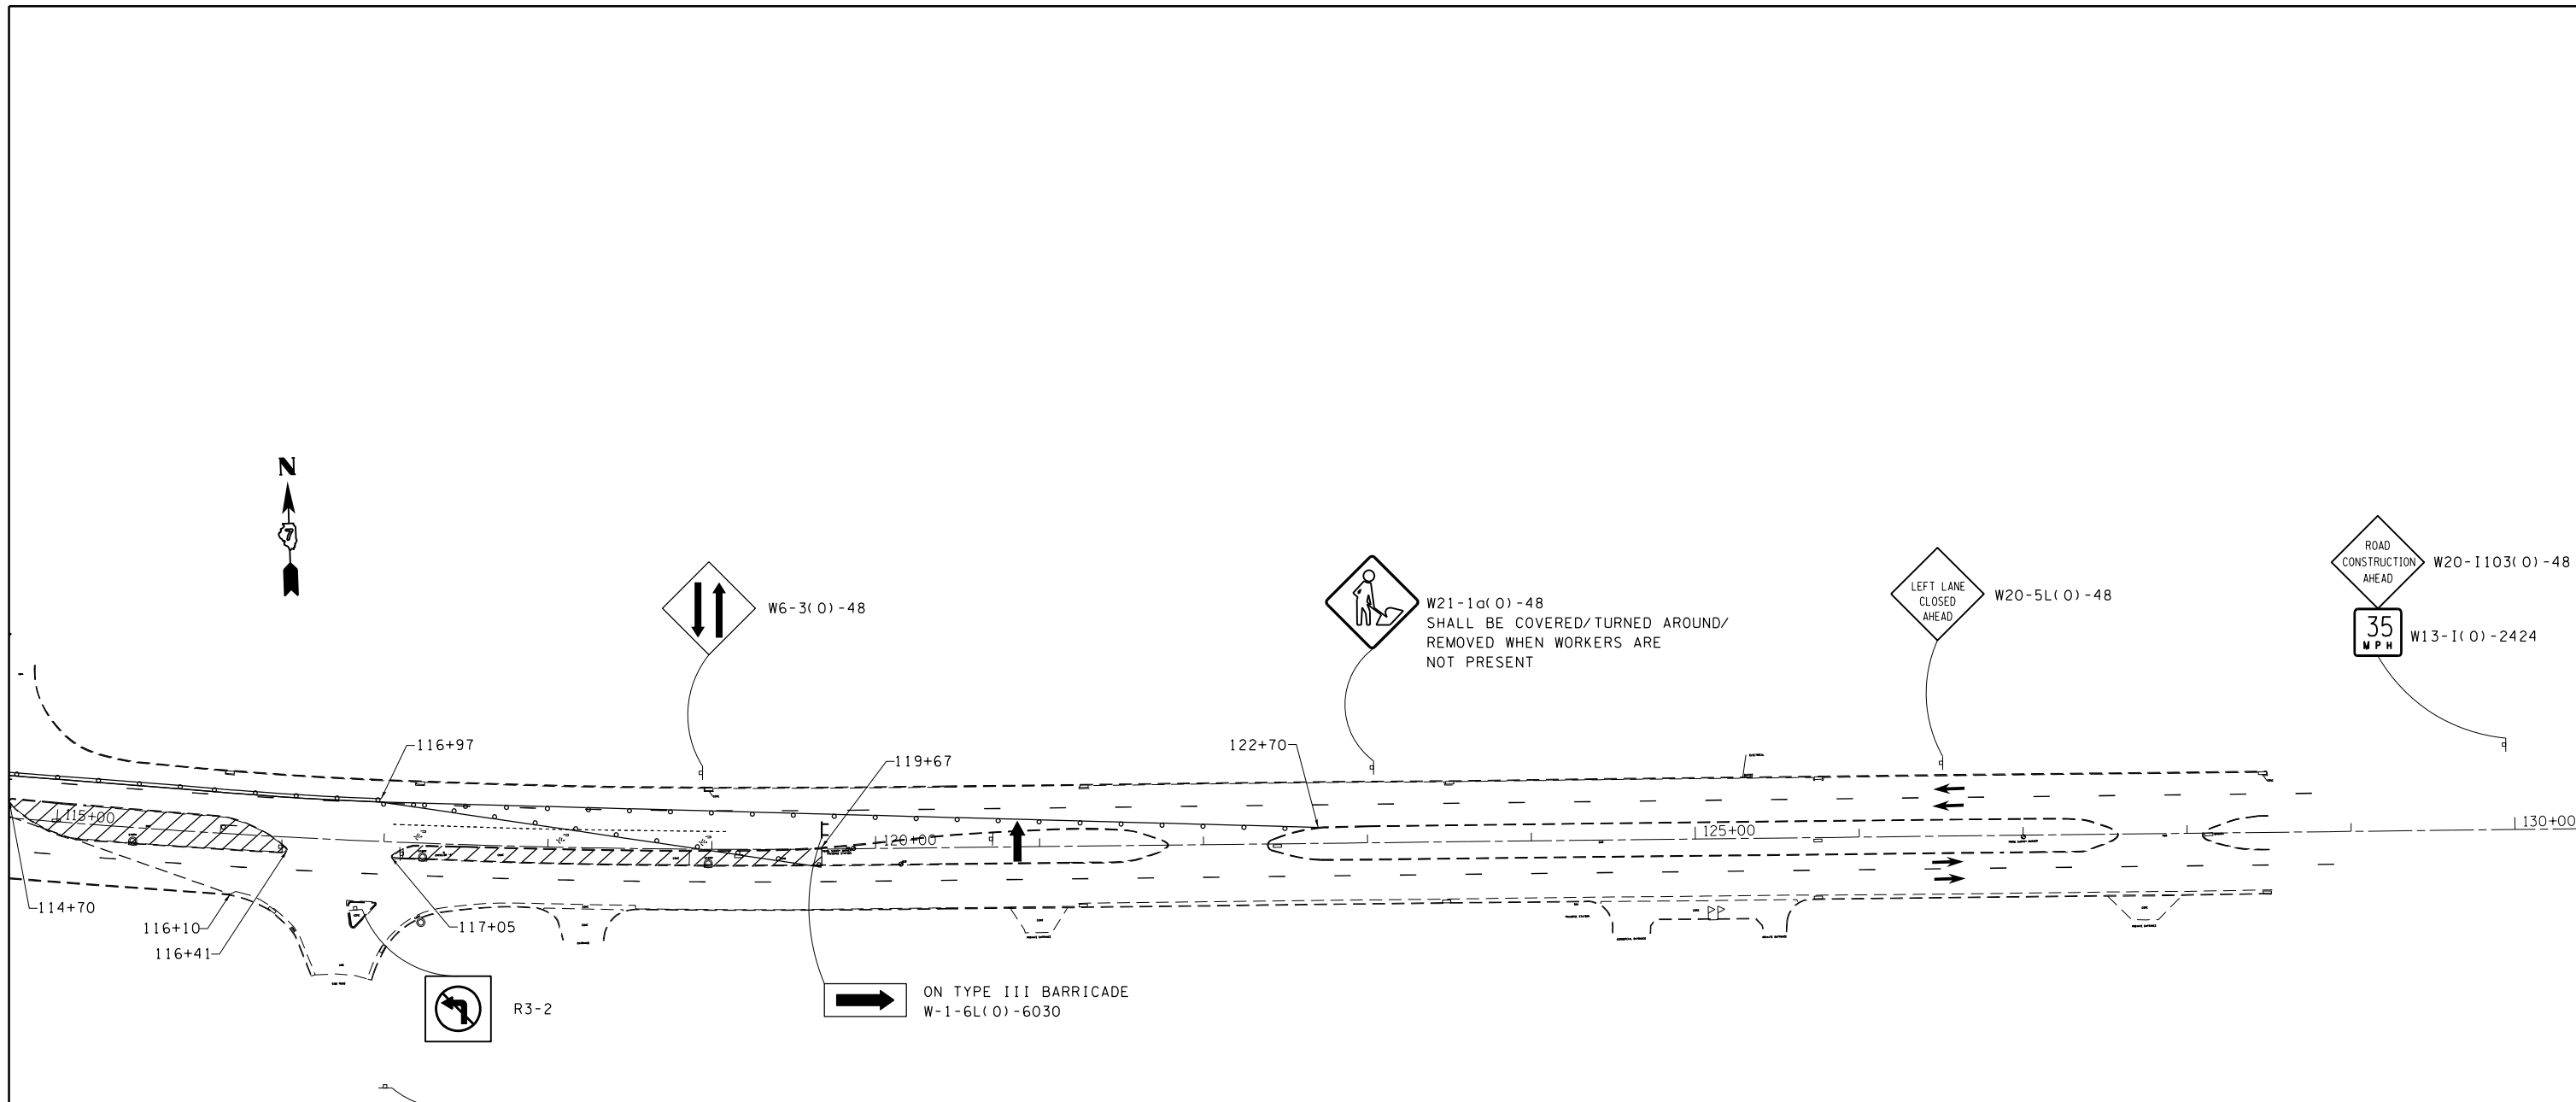 N
7
W6-3(O)-48
W21-1a(O)-48
SHALL BE COVERED/TURNED AROUND/
REMOVED WHEN WORKERS ARE
NOT PRESENT
LEFT LANE
CLOSED
AHEAD
W20-5L(O)-48
ROAD
CONSTRUCTION
AHEAD
W20-I103(O)-48
35
MPH
W13-I(O)-2424
116+97
119+67
122+70
115+00
120+00
125+00
130+00
114+70
116+10
116+41
117+05
R3-2
ON TYPE III BARRICADE
W-1-6L(O)-6030